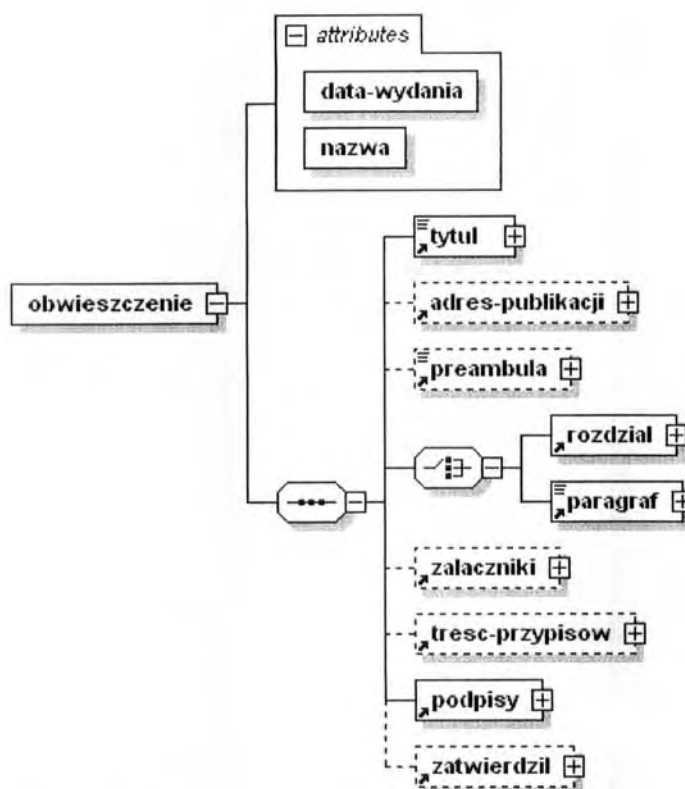 attributes
data-wydania
nazwa
tytul
obwieszczenie
adres-publikacji
preambula
rozdzial
paragraf
zalaczniki
tresc-przypisow
podpisy
zatwierdzil